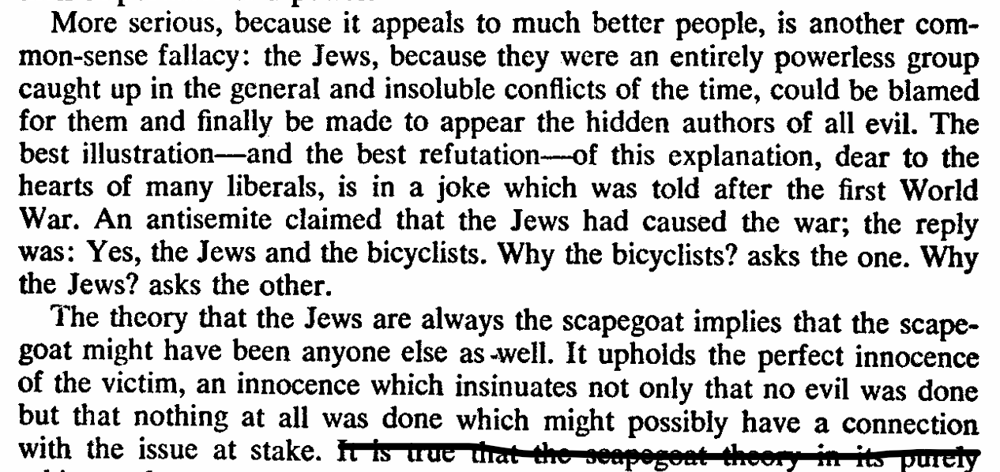 More serious, because it appeals to much better people, is another com-
mon-sense fallacy: the Jews, because they were an entirely powerless group
caught up in the general and insoluble conflicts of the time, could be blamed
for them and finally be made to appear the hidden authors of all evil. The
best illustration—and the best refutation—of this explanation, dear to the
hearts of many liberals, is in a joke which was told after the first World
War. An antisemite claimed that the Jews had caused the war; the reply
was: Yes, the Jews and the bicyclists. Why the bicyclists? asks the one. Why
the Jews? asks the other.
The theory that the Jews are always the scapegoat implies that the scape-
goat might have been anyone else as well. It upholds the perfect innocence
of the victim, an innocence which insinuates not only that no evil was done
but that nothing at all was done which might possibly have a connection
with the issue at stake. It is true that the scapegoat theory in its purely